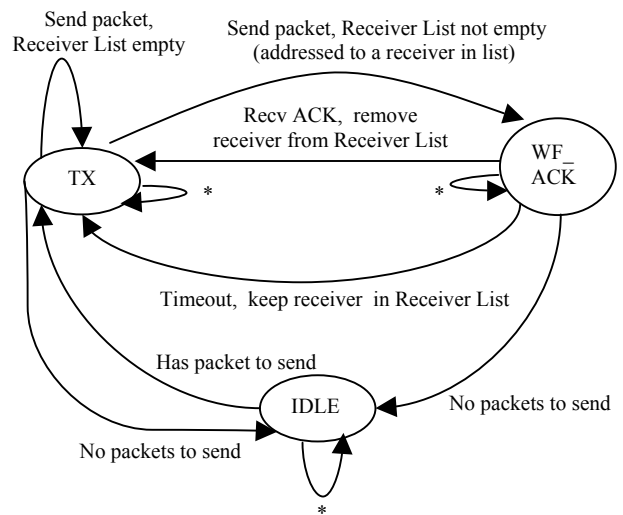 Send packet,
Receiver List empty
Send packet, Receiver List not empty
(addressed to a receiver in list)
Recv ACK, remove
receiver from Receiver List
TX
WF_
ACK
*
*
Timeout, keep receiver in Receiver List
Has packet to send
IDLE
No packets to send
No packets to send
*